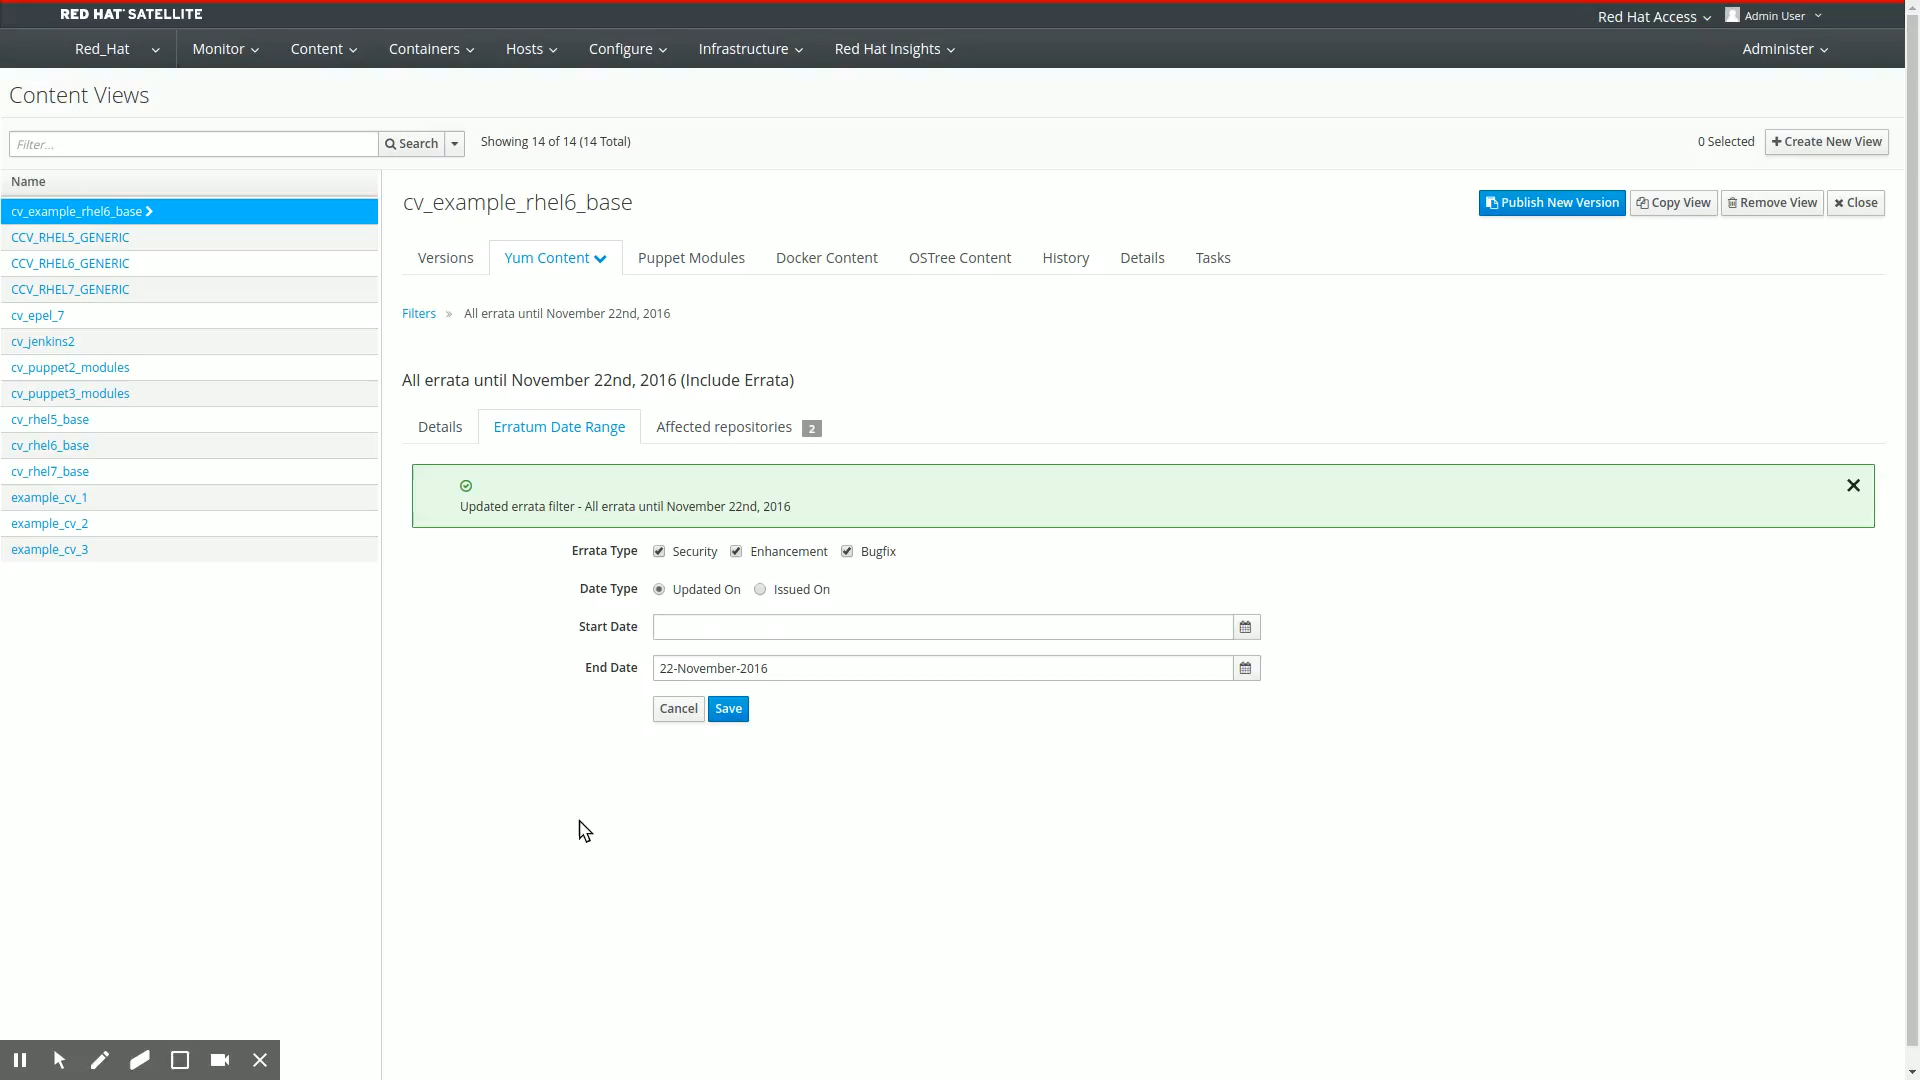 RED HAT SATELLITE
Red Hat Access
Admin User
Red_Hat
Monitor
Content
Containers
Hosts
Configure
Infrastructure
Red Hat Insights
Administer
Content Views
Filter...
Search
Showing 14 of 14 (14 Total)
0 Selected
Create New View
Name
cv_example_rhel6_base
CCV_RHEL5_GENERIC
CCV_RHEL6_GENERIC
CCV_RHEL7_GENERIC
cv_epel_7
cv_jenkins2
cv_puppet2_modules
cv_puppet3_modules
cv_rhel5_base
cv_rhel6_base
cv_rhel7_base
example_cv_1
example_cv_2
example_cv_3
cv_example_rhel6_base
Publish New Version
Copy View
Remove View
Close
Versions
Yum Content
Puppet Modules
Docker Content
OSTree Content
History
Details
Tasks
Filters » All errata until November 22nd, 2016
All errata until November 22nd, 2016 (Include Errata)
Details
Erratum Date Range
Affected repositories 2
Updated errata filter - All errata until November 22nd, 2016
Errata Type Security Enhancement Bugfix
Date Type Updated On Issued On
Start Date
End Date 22-November-2016
Cancel Save